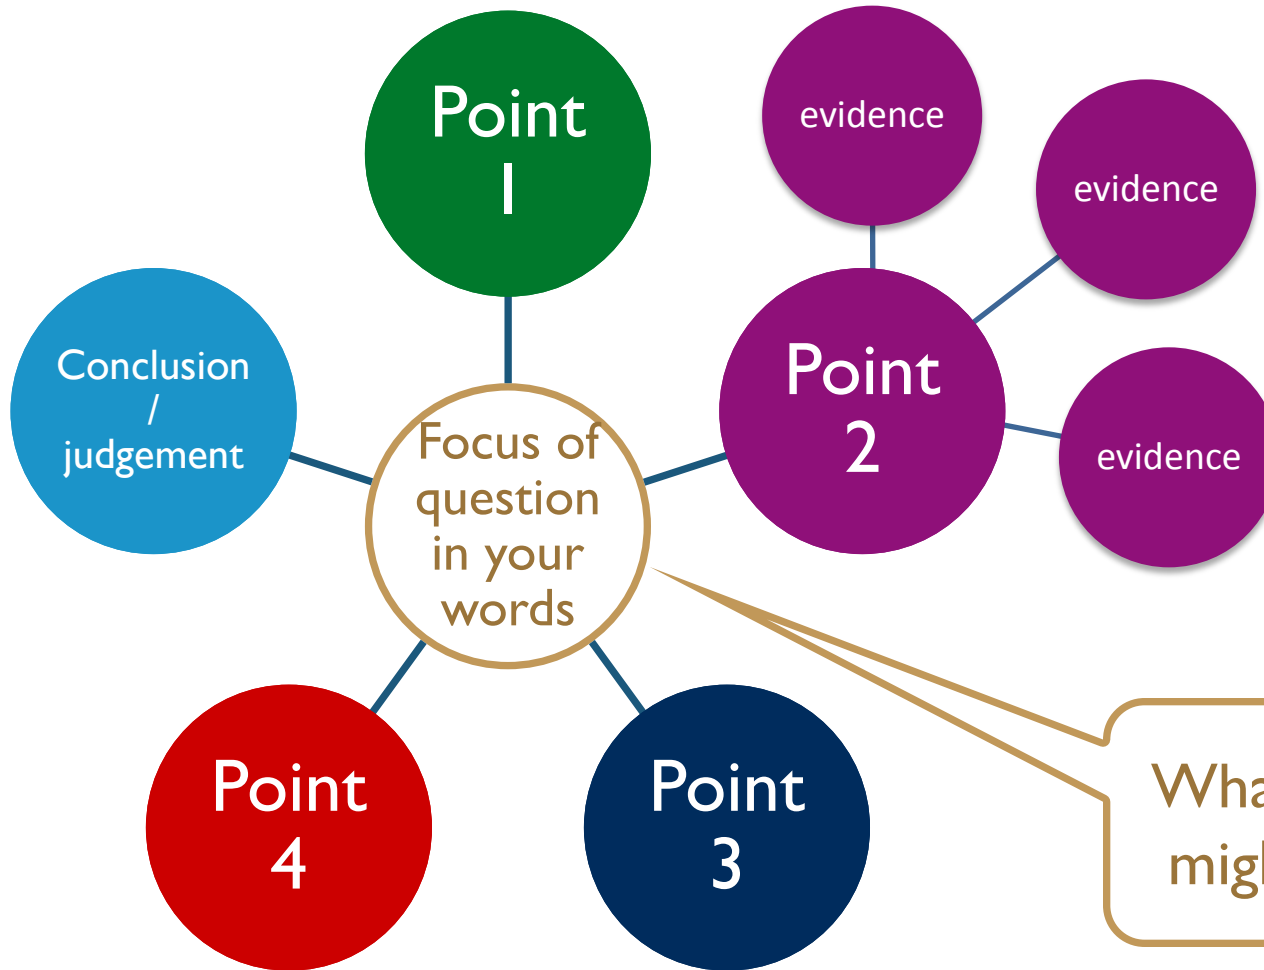 Point
1
evidence
evidence
Point
2
evidence
Conclusion
/
judgement
Focus of
question
in your
words
Point
4
Point
3